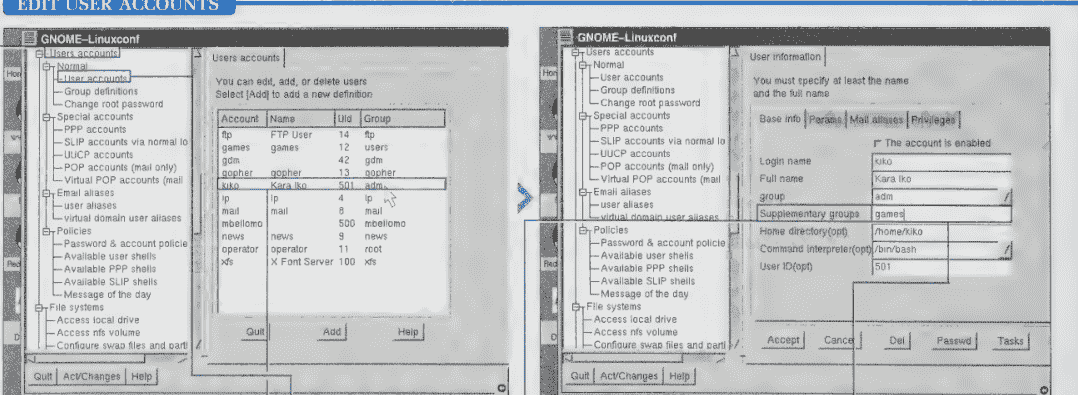 EDIT USER ACCOUNTS
GNOME–Linuxconf
Users accounts
Normal
User accounts
Group definitions
Change root password
Special accounts
PPP accounts
SLIP accounts via normal lo
UUCP accounts
POP accounts (mail only)
Virtual POP accounts (mail
Email aliases
user aliases
virtual domain user aliases
Policies
Password & account policie
Available user shells
Available PPP shells
Available SLIP shells
Message of the day
File systems
Access local drive
Access nfs volume
Configure swap files and parti
Quit Act/Changes Help
Users accounts
You can edit, add, or delete users
Select [Add] to add a new definition
Account Name Uid Group
ftp FTP User 14 ftp
games games 12 users
gdm 42 gdm
gopher gopher 13 gopher
kiko Kara Iko 501 adm
lp lp 4 lp
mail mail 8 mail
mbellomo 500 mbellomo
news news 9 news
operator operator 11 root
xfs X Font Server 100 xfs
Quit Add Help
GNOME–Linuxconf
Users accounts
Normal
User accounts
Group definitions
Change root password
Special accounts
PPP accounts
SLIP accounts via normal lo
UUCP accounts
POP accounts (mail only)
Virtual POP accounts (mail
Email aliases
user aliases
virtual domain user aliases
Policies
Password & account policie
Available user shells
Available PPP shells
Available SLIP shells
Message of the day
File systems
Access local drive
Access nfs volume
Configure swap files and parti
Quit Act/Changes Help
User information
You must specify at least the name
and the full name
Base info Params Mail aliases Privileges
The account is enabled
Login name kiko
Full name Kara Iko
group adm
Supplementary groups games
Home directory(opt) /home/kiko
Command interpreter(opt) /bin/bash
User ID(opt) 501
Accept Cancel Del Passwd Tasks